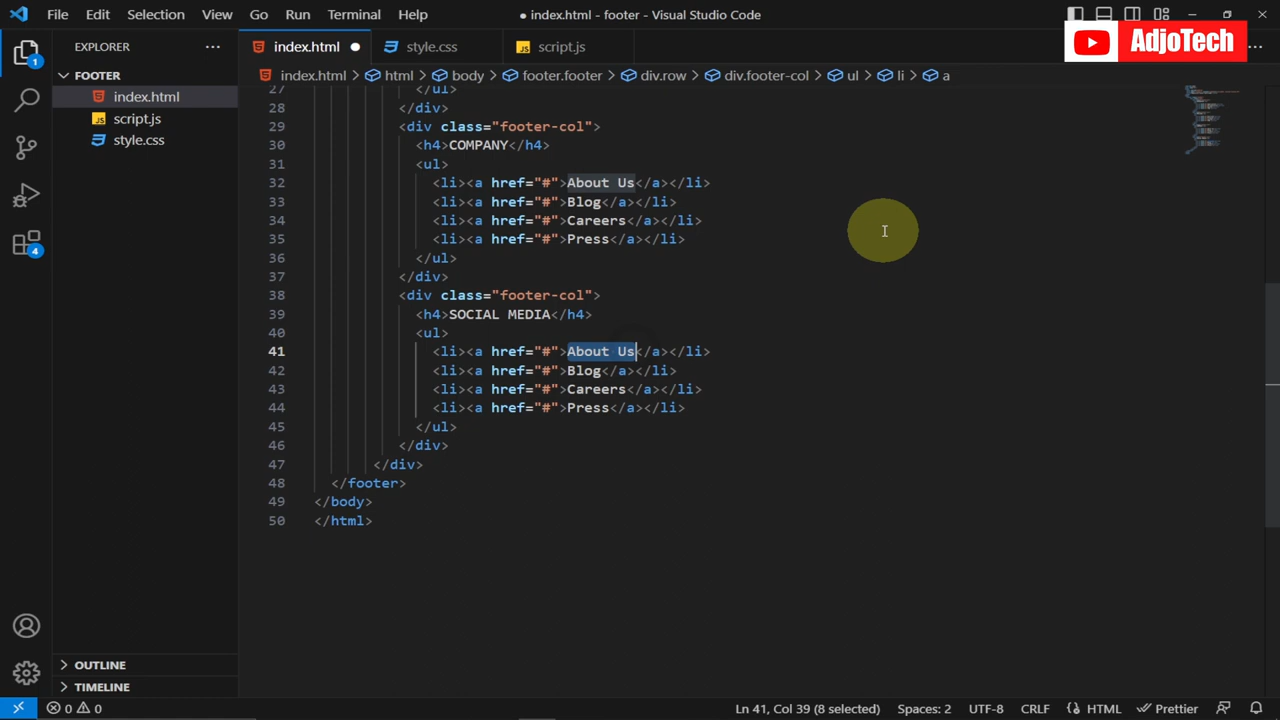 File Edit Selection View Go Run Terminal Help ● index.html - footer - Visual Studio Code
AdjoTech
EXPLORER ···
index.html ●
style.css
script.js
···
FOOTER
index.html
script.js
style.css
index.html > html > body > footer.footer > div.row > div.footer-col > ul > li > a
27 </ul>
28 </div>
29 <div class="footer-col">
30 <h4>COMPANY</h4>
31 <ul>
32 <li><a href="#">About Us</a></li>
33 <li><a href="#">Blog</a></li>
34 <li><a href="#">Careers</a></li>
35 <li><a href="#">Press</a></li>
36 </ul>
37 </div>
38 <div class="footer-col">
39 <h4>SOCIAL MEDIA</h4>
40 <ul>
41 <li><a href="#">About Us</a></li>
42 <li><a href="#">Blog</a></li>
43 <li><a href="#">Careers</a></li>
44 <li><a href="#">Press</a></li>
45 </ul>
46 </div>
47 </div>
48 </footer>
49 </body>
50 </html>
1
4
OUTLINE
TIMELINE
0 0 Ln 41, Col 39 (8 selected) Spaces: 2 UTF-8 CRLF HTML Prettier